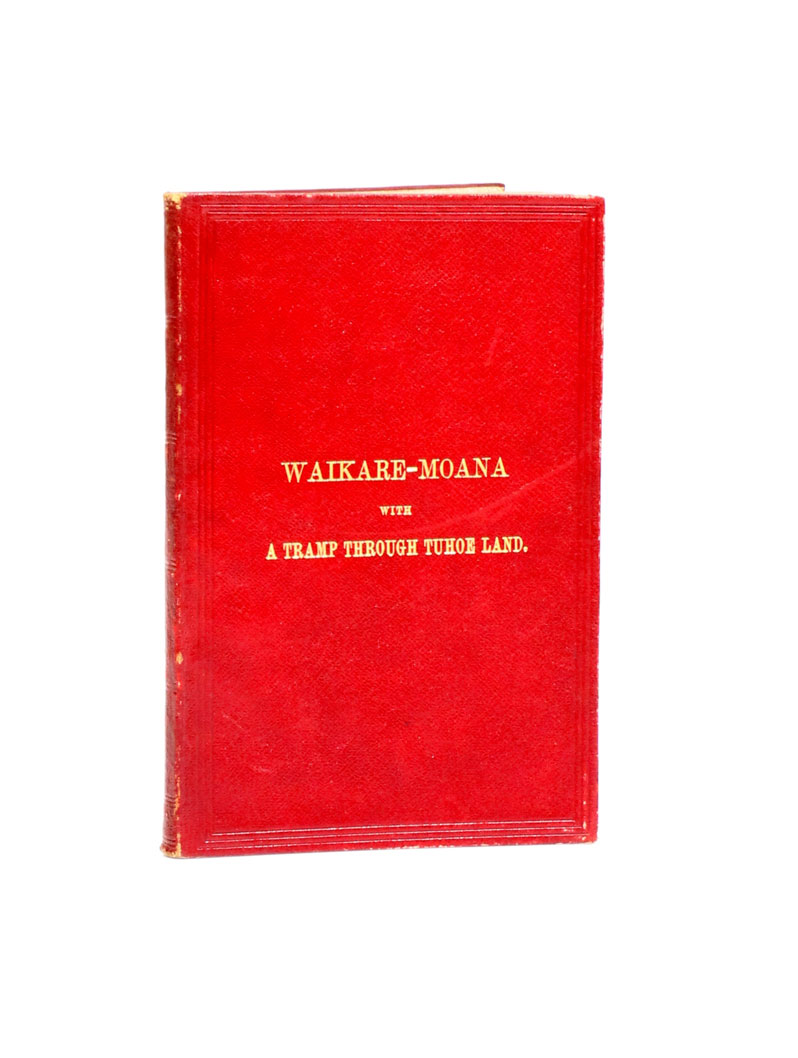 WAIKARE-MOANA
WITH
A TRAMP THROUGH TUHOE LAND.